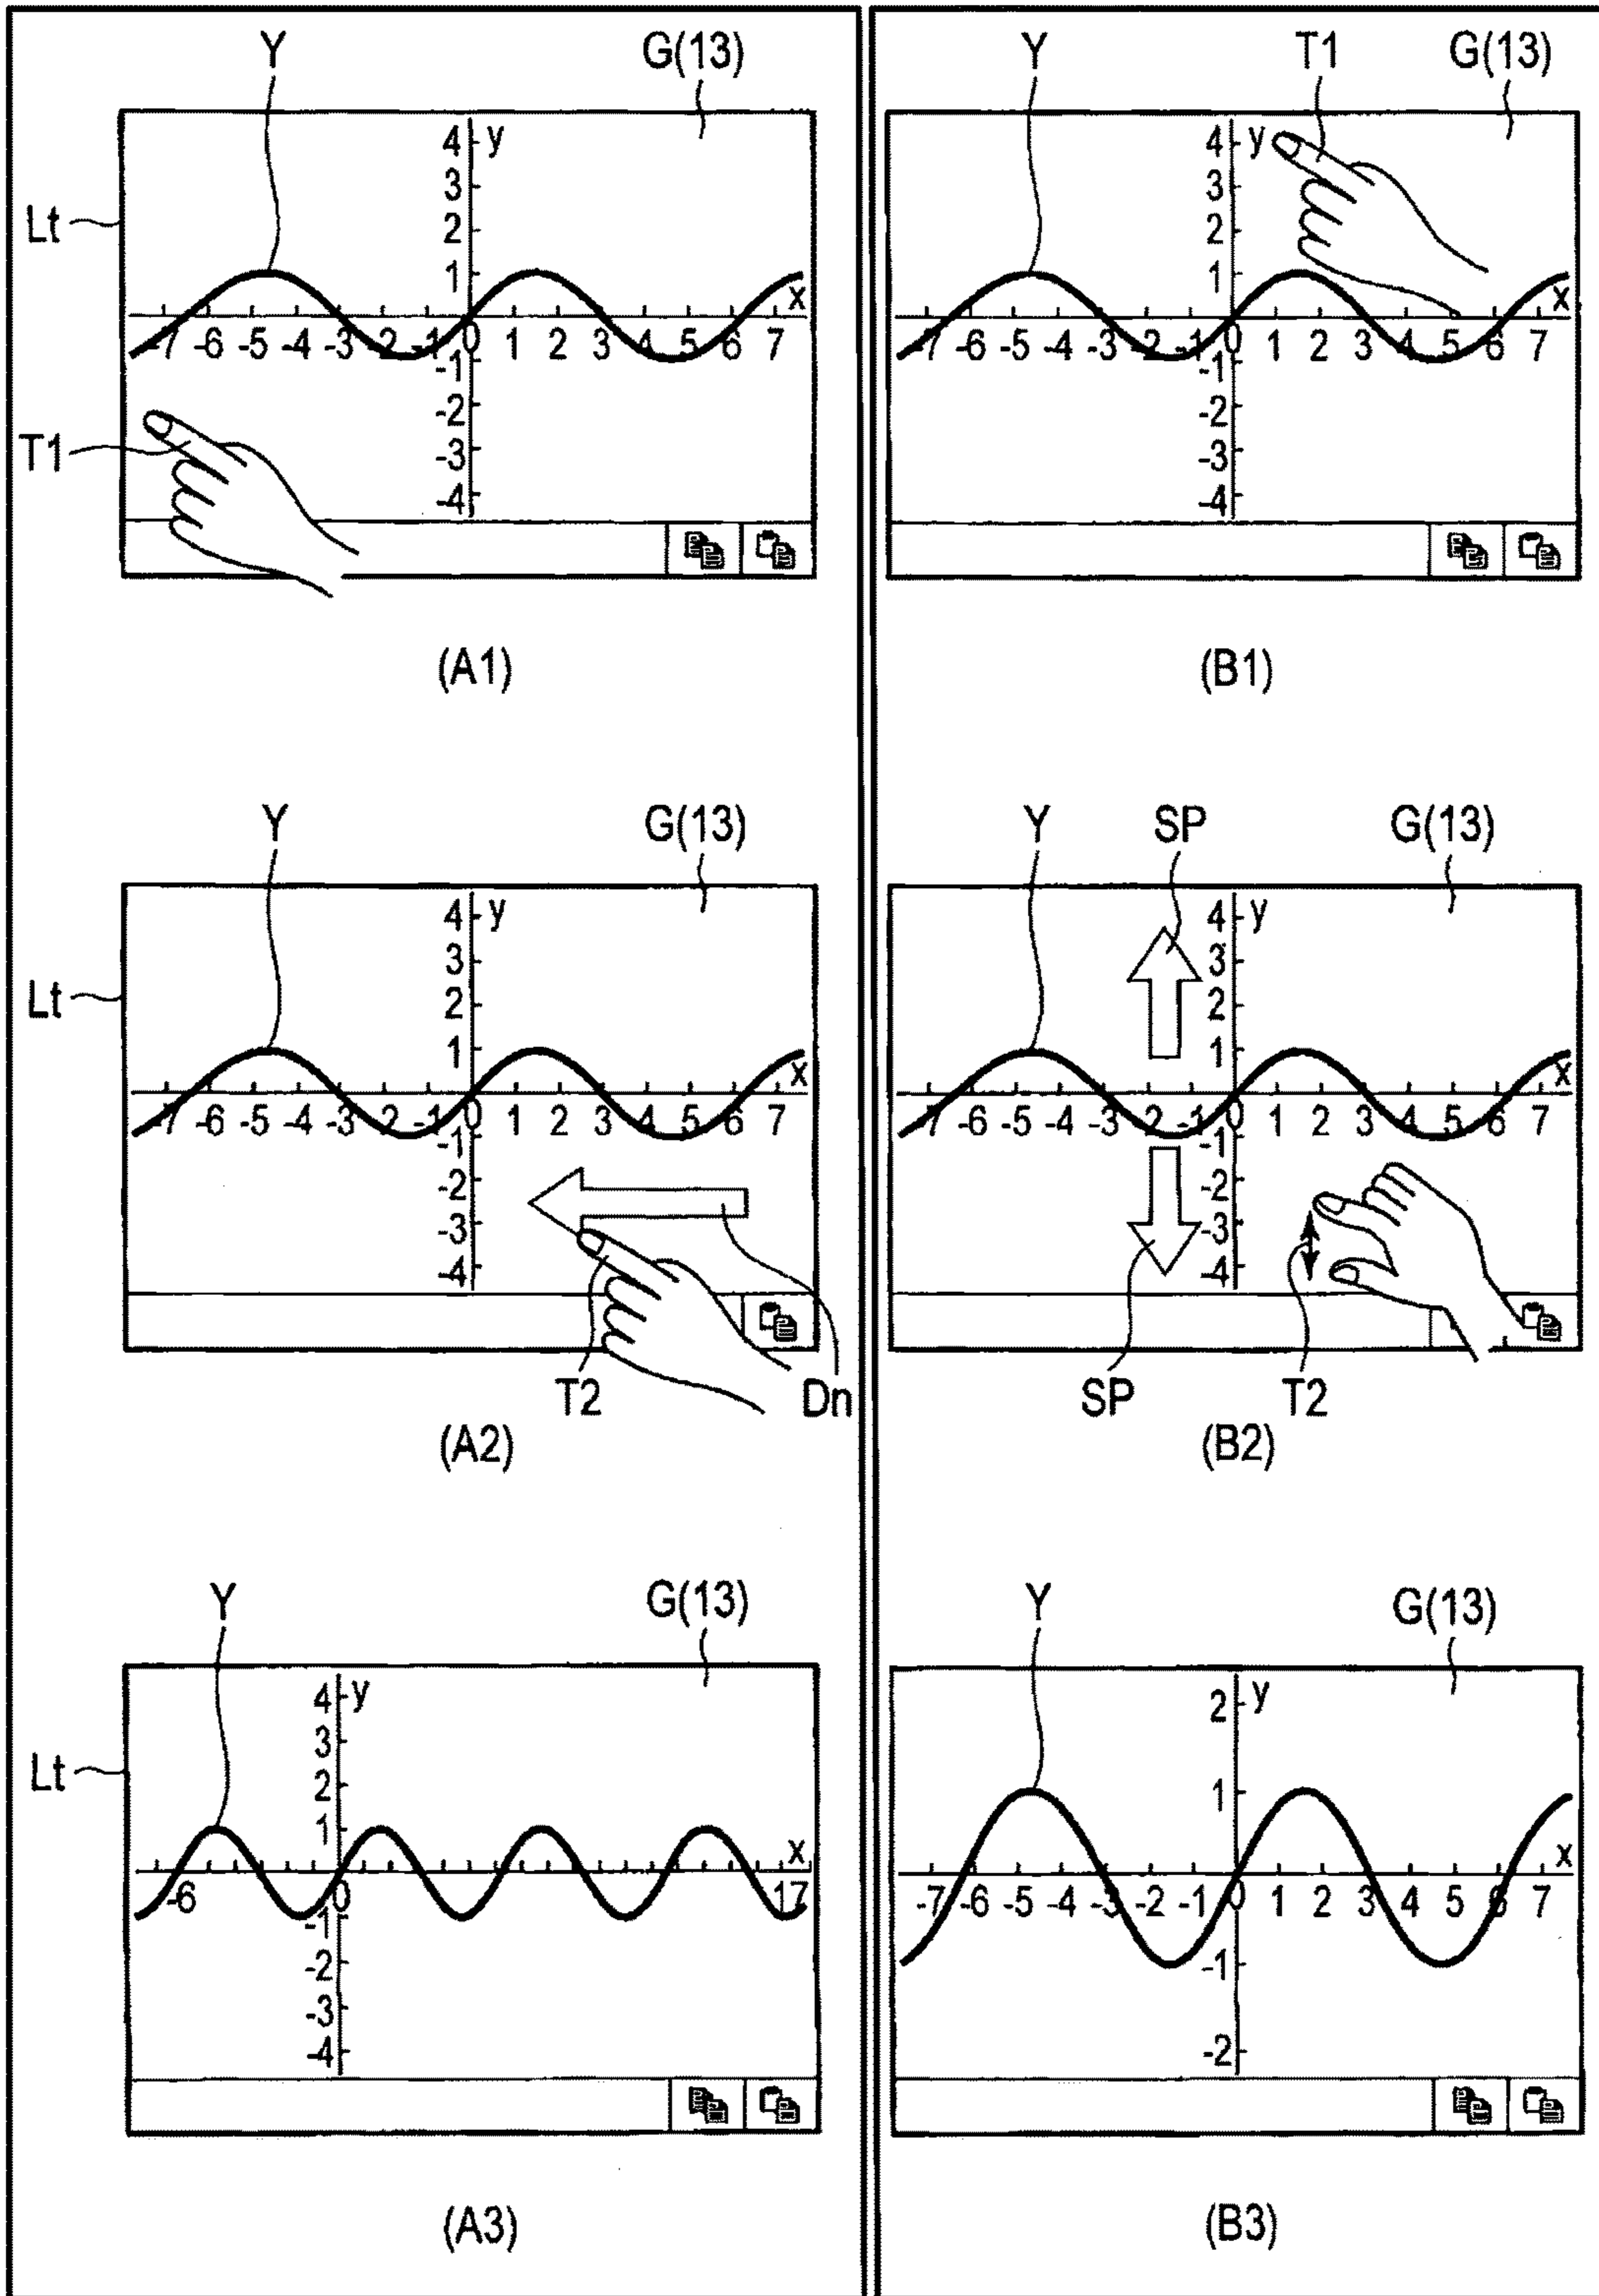 Y G(13)
Lt
4 y
3
2
1
x
-7 -6 -5 -4 -3 -2 -1 0 1 2 3 4 5 6 7
-1
-2
-3
-4
T1
(A1)
Y G(13)
Lt
4 y
3
2
1
x
-7 -6 -5 -4 -3 -2 -1 0 1 2 3 4 5 6 7
-1
-2
-3
-4
T2 Dn
(A2)
Y G(13)
Lt
4 y
3
2
1
x
-6 0 17
-1
-2
-3
-4
(A3)
Y T1 G(13)
4 y
3
2
1
x
-7 -6 -5 -4 -3 -2 -1 0 1 2 3 4 5 6 7
-1
-2
-3
-4
(B1)
Y SP G(13)
4 y
3
2
1
x
-7 -6 -5 -4 -3 -2 -1 0 1 2 3 4 5 6 7
-1
-2
-3
-4
SP T2
(B2)
Y G(13)
2 y
1
x
-7 -6 -5 -4 -3 -2 -1 0 1 2 3 4 5 6 7
-1
-2
(B3)